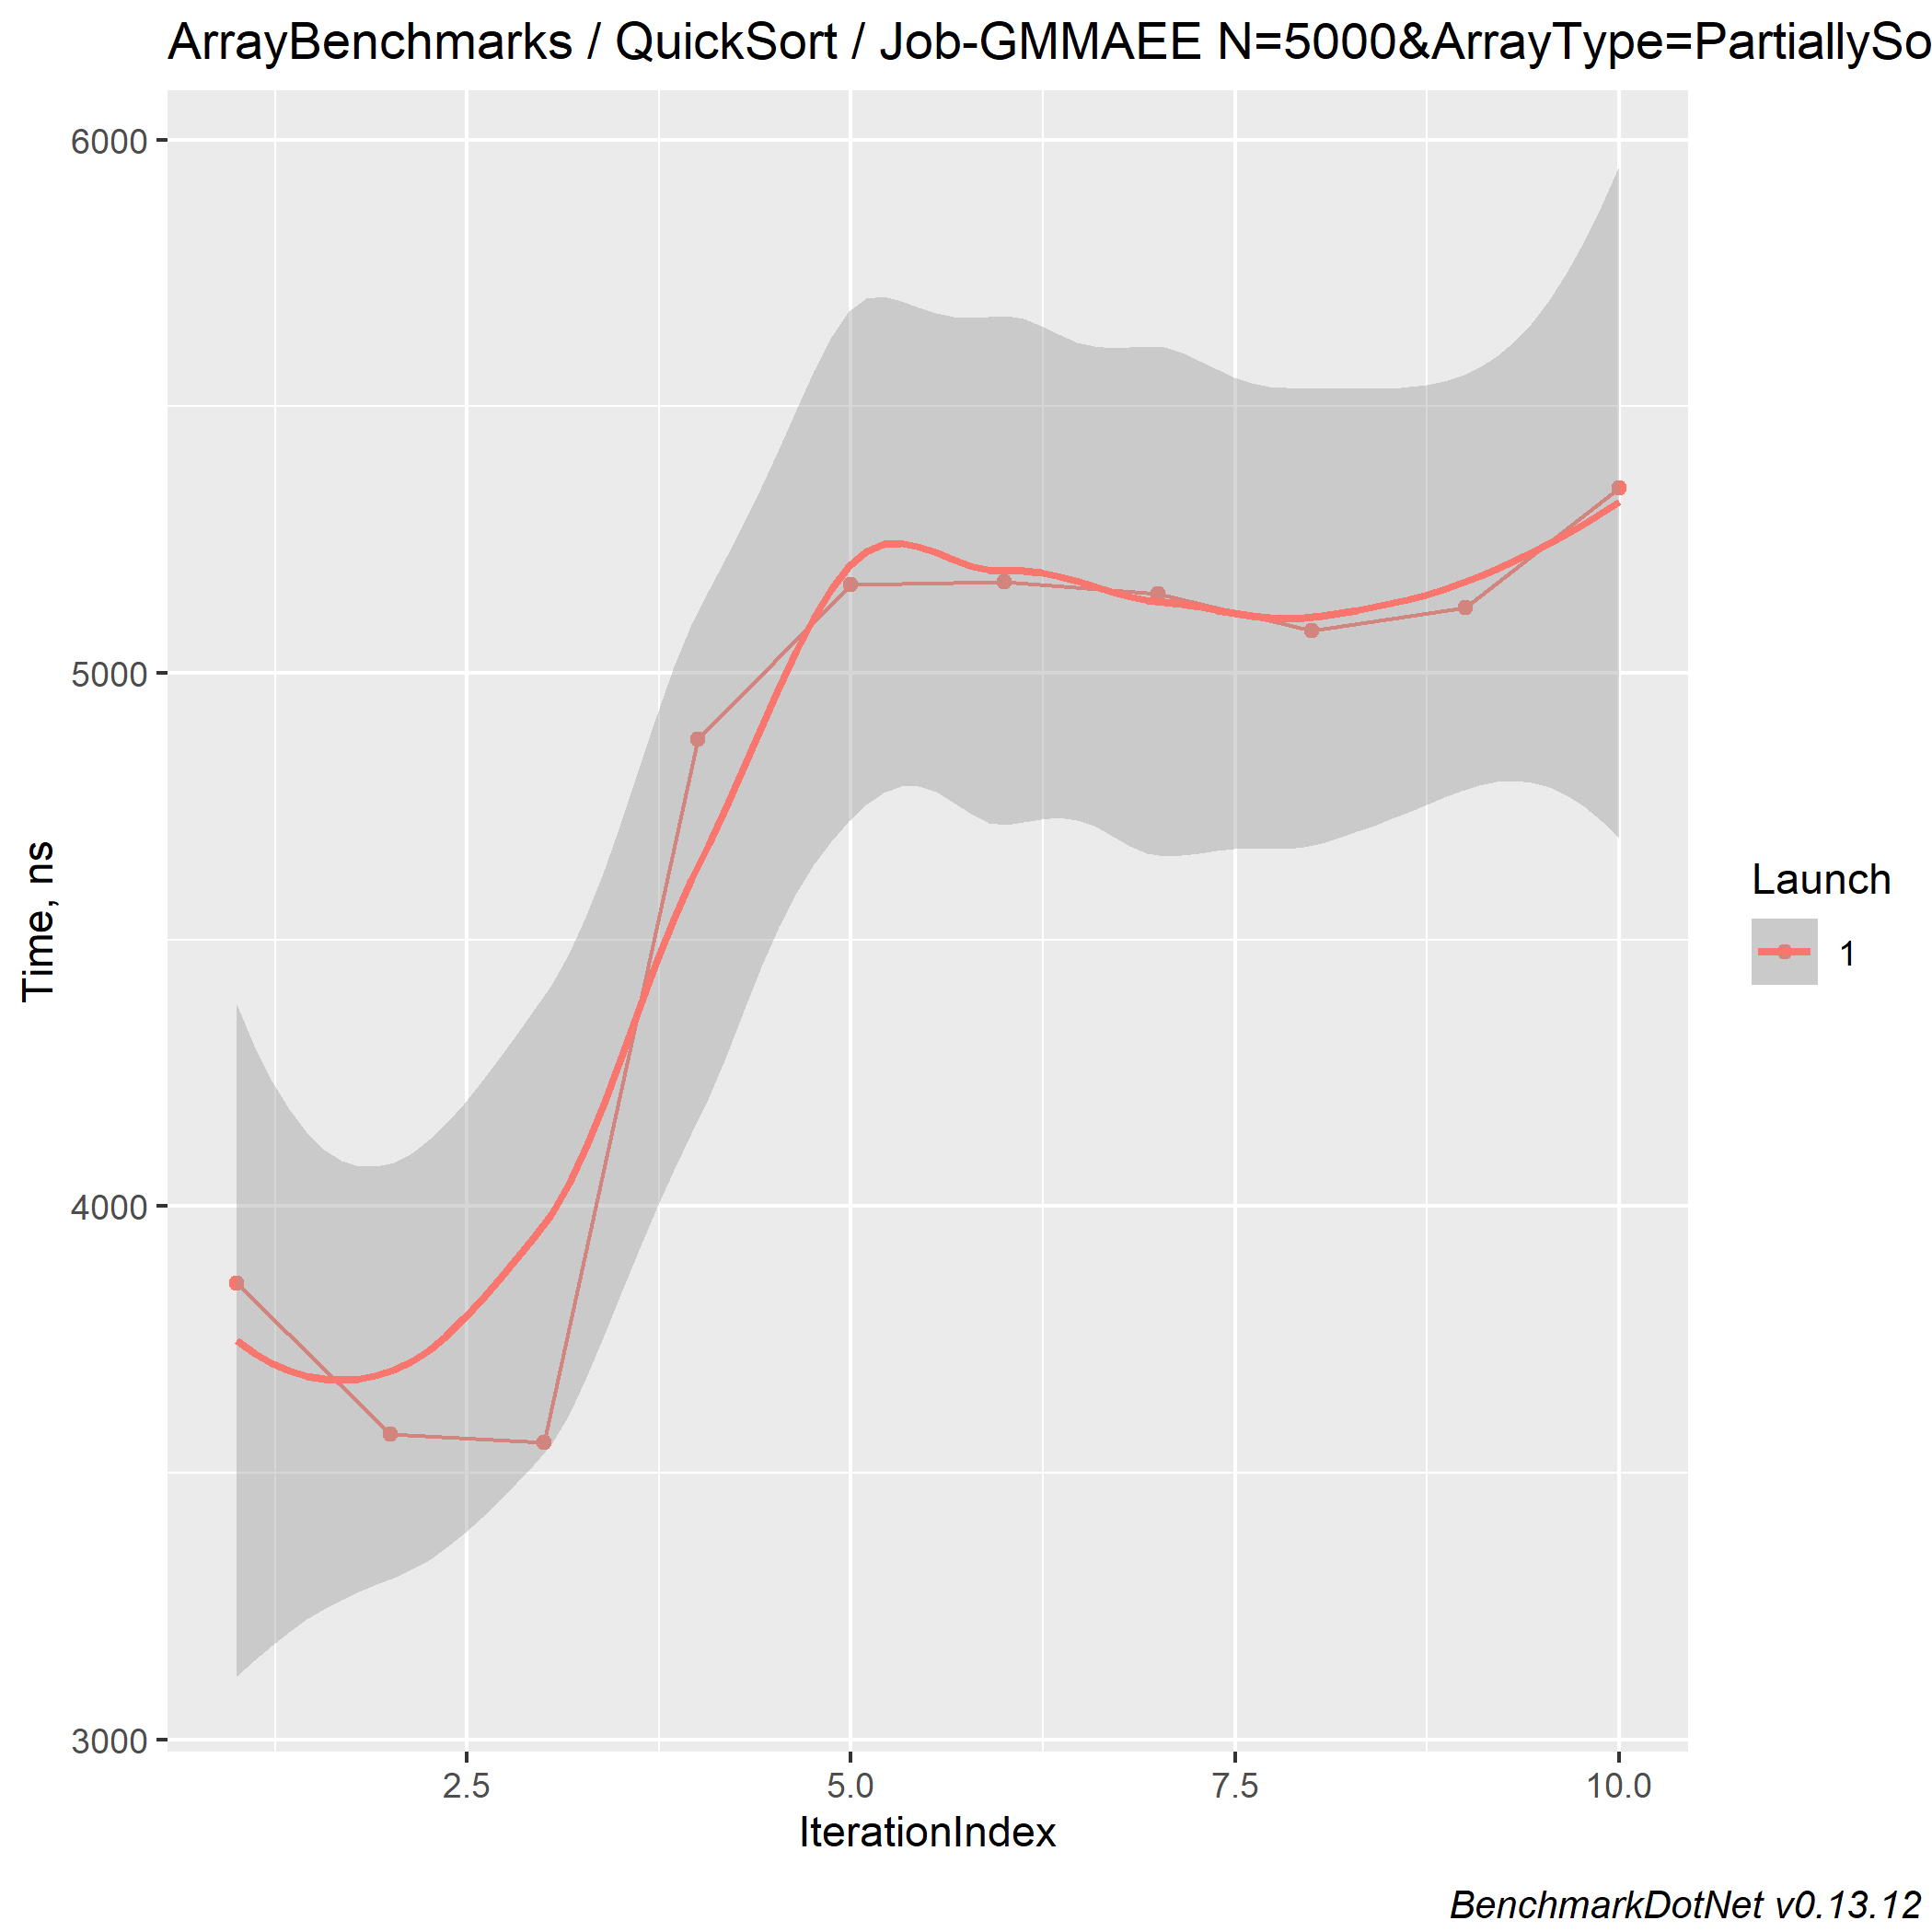 ArrayBenchmarks / QuickSort / Job-GMMAEE N=5000&ArrayType=PartiallySo
6000
5000
4000
3000
Time, ns
2.5
5.0
7.5
10.0
IterationIndex
Launch
1
BenchmarkDotNet v0.13.12